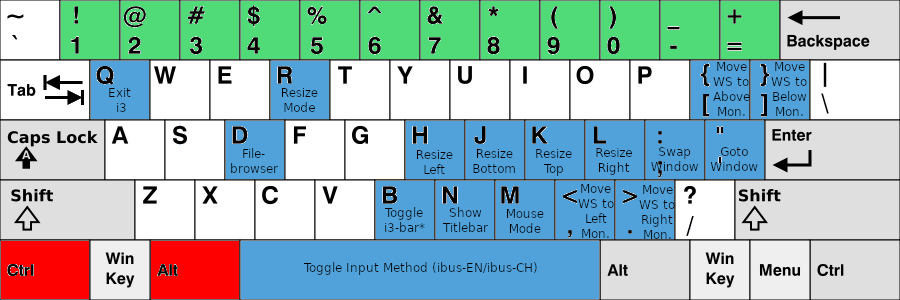 ~ ! @ # $ % ^ & * ( ) _ +
` 1 2 3 4 5 6 7 8 9 0 - = Backspace
Tab Q W E R T Y U I O P { Move WS to } Move WS to |
Exit i3 Resize Mode [ Above Mon. ] Below Mon. \
Caps Lock A S D F G H J K L : " Enter
A File-browser Resize Left Resize Bottom Resize Top Resize Right ; Swap Window ' Goto Window
Shift Z X C V B N M < Move WS to > Move WS to ? Shift
Toggle i3-bar* Show Titlebar Mouse Mode , Left Mon. . Right Mon. /
Ctrl Win Key Alt Toggle Input Method (ibus-EN/ibus-CH) Alt Win Key Menu Ctrl